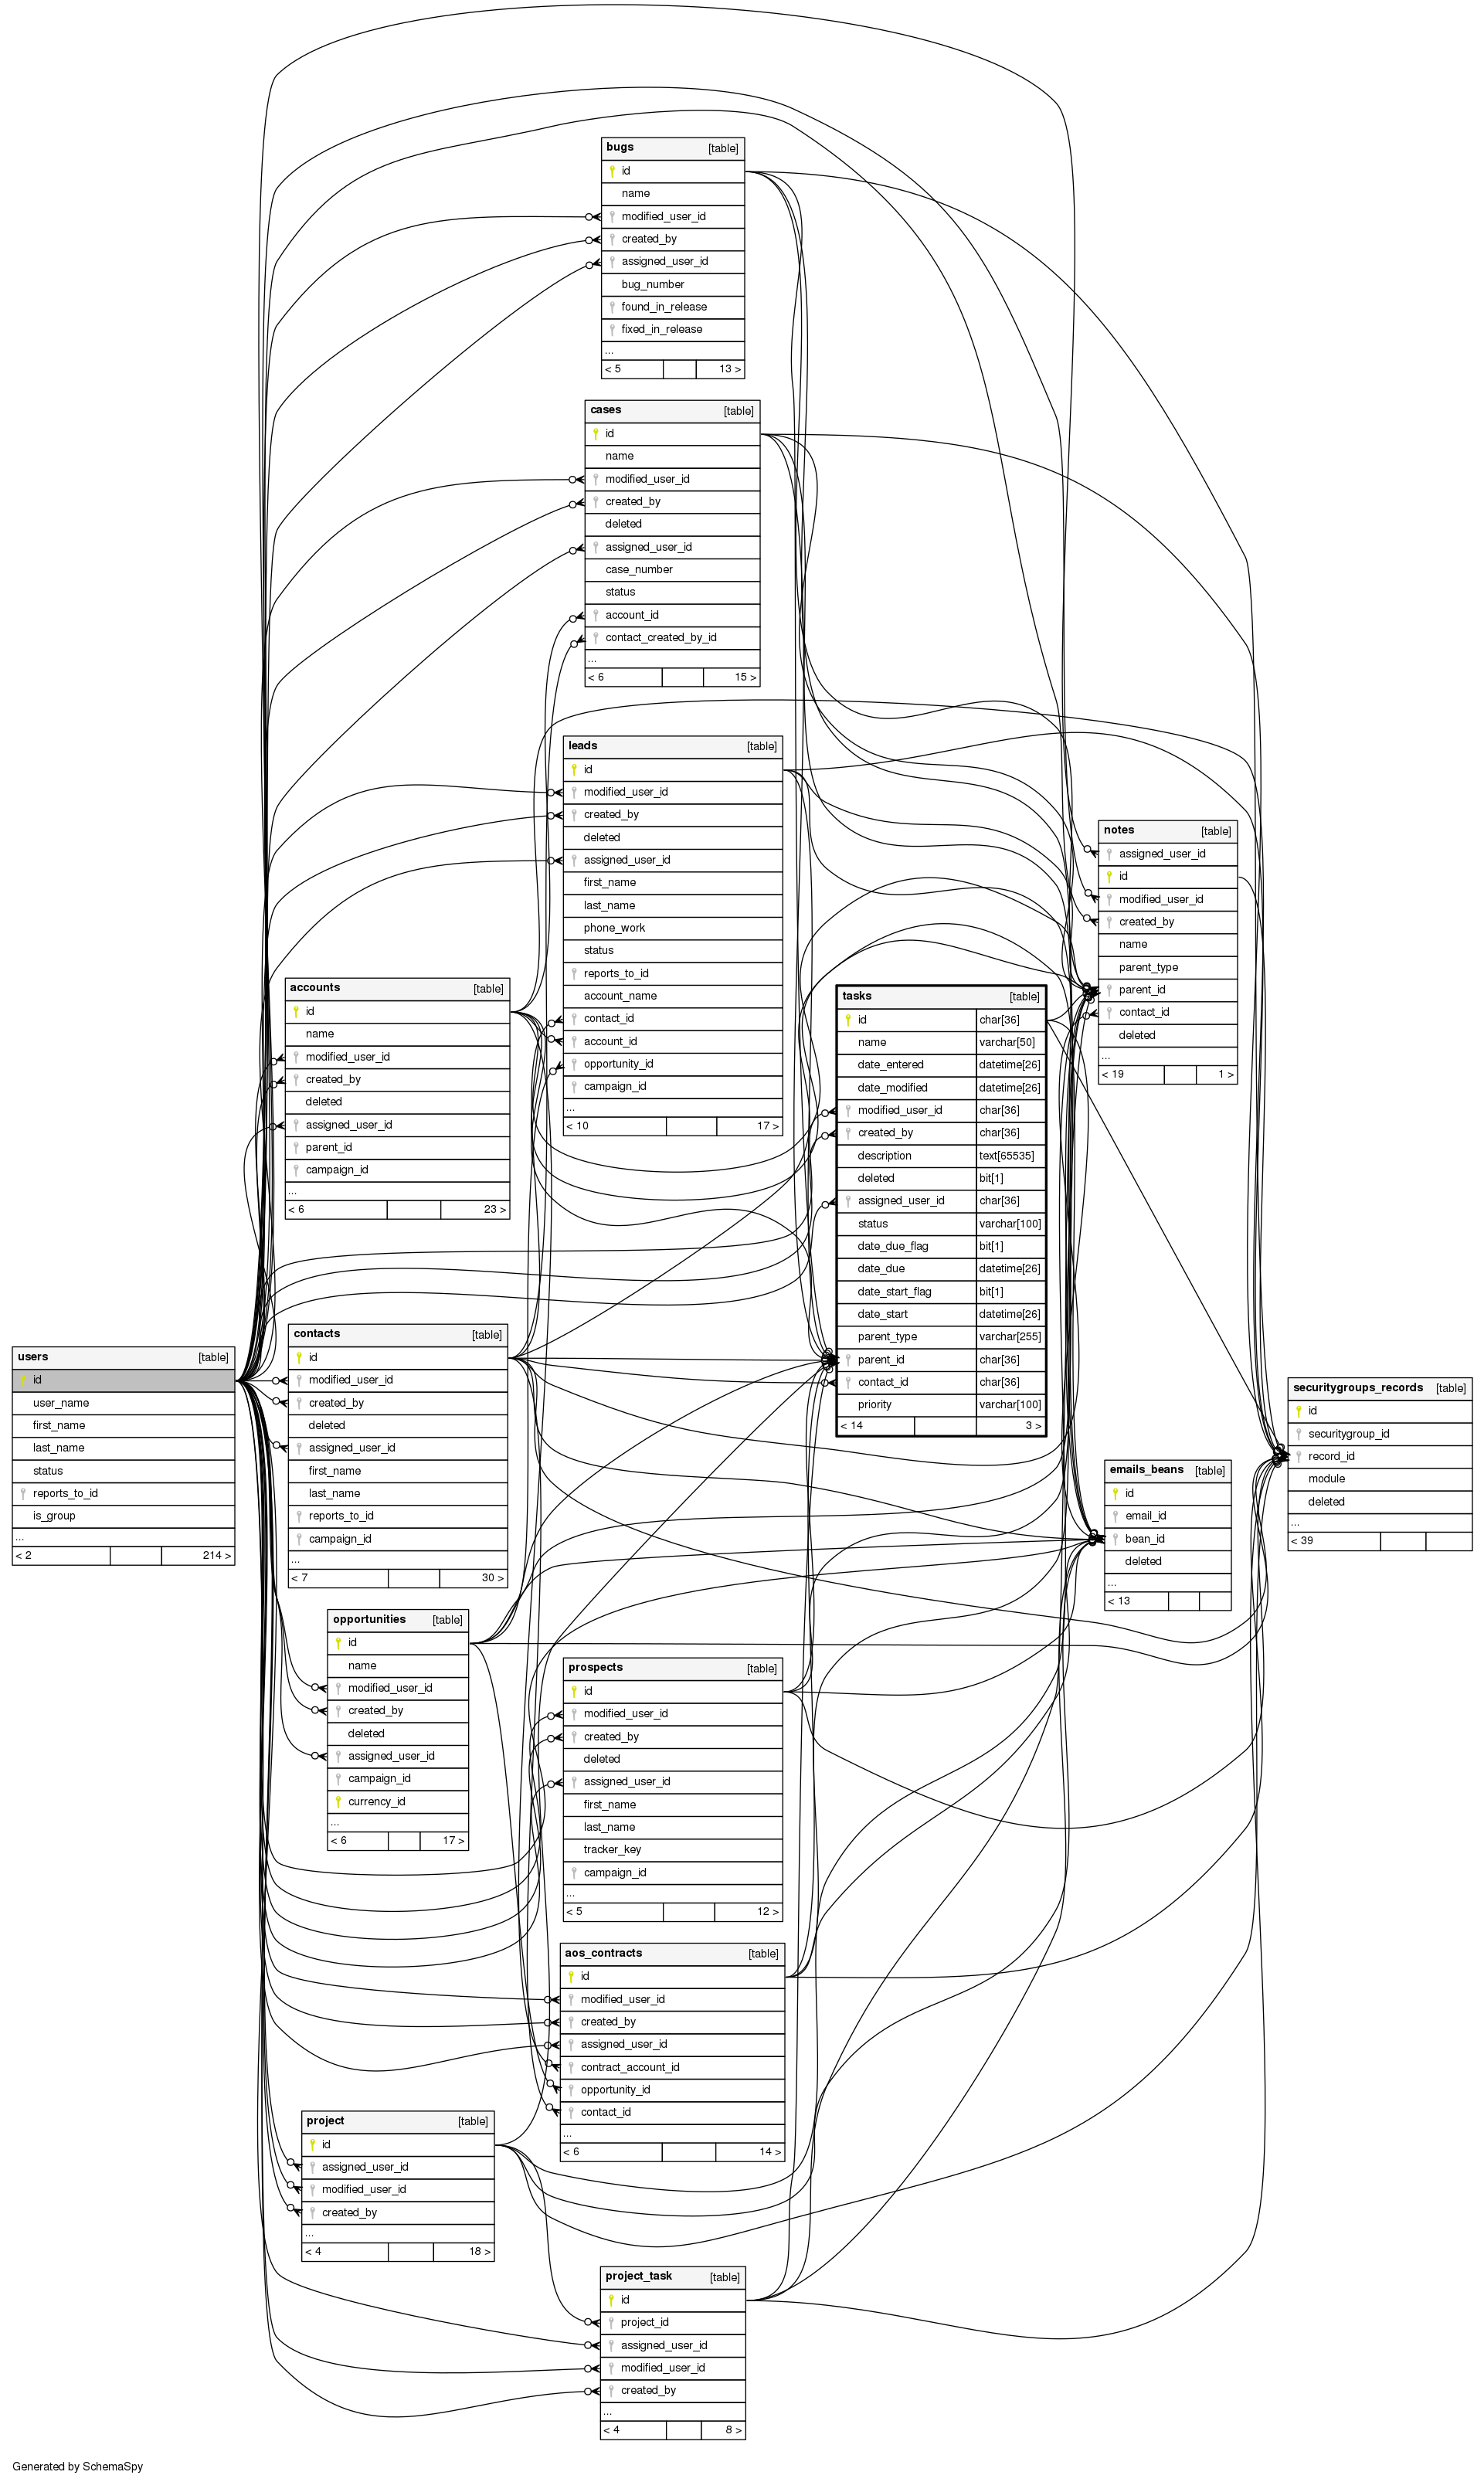 bugs [table]
id
name
modified_user_id
created_by
assigned_user_id
bug_number
found_in_release
fixed_in_release
...
< 5 13 >
cases [table]
id
name
modified_user_id
created_by
deleted
assigned_user_id
case_number
status
account_id
contact_created_by_id
...
< 6 15 >
leads [table]
id
modified_user_id
created_by
deleted
assigned_user_id
first_name
last_name
phone_work
status
reports_to_id
account_name
contact_id
account_id
opportunity_id
campaign_id
...
< 10 17 >
notes [table]
assigned_user_id
id
modified_user_id
created_by
name
parent_type
parent_id
contact_id
deleted
...
< 19 1 >
accounts [table]
id
name
modified_user_id
created_by
deleted
assigned_user_id
parent_id
campaign_id
...
< 6 23 >
tasks [table]
id char[36]
name varchar[50]
date_entered datetime[26]
date_modified datetime[26]
modified_user_id char[36]
created_by char[36]
description text[65535]
deleted bit[1]
assigned_user_id char[36]
status varchar[100]
date_due_flag bit[1]
date_due datetime[26]
date_start_flag bit[1]
date_start datetime[26]
parent_type varchar[255]
parent_id char[36]
contact_id char[36]
priority varchar[100]
< 14 3 >
users [table]
id
user_name
first_name
last_name
status
reports_to_id
is_group
...
< 2 214 >
contacts [table]
id
modified_user_id
created_by
deleted
assigned_user_id
first_name
last_name
reports_to_id
campaign_id
...
< 7 30 >
securitygroups_records [table]
id
securitygroup_id
record_id
module
deleted
...
< 39
emails_beans [table]
id
email_id
bean_id
deleted
...
< 13
opportunities [table]
id
name
modified_user_id
created_by
deleted
assigned_user_id
campaign_id
currency_id
...
< 6 17 >
prospects [table]
id
modified_user_id
created_by
deleted
assigned_user_id
first_name
last_name
tracker_key
campaign_id
...
< 5 12 >
aos_contracts [table]
id
modified_user_id
created_by
assigned_user_id
contract_account_id
opportunity_id
contact_id
...
< 6 14 >
project [table]
id
assigned_user_id
modified_user_id
created_by
...
< 4 18 >
project_task [table]
id
project_id
assigned_user_id
modified_user_id
created_by
...
< 4 8 >
Generated by SchemaSpy